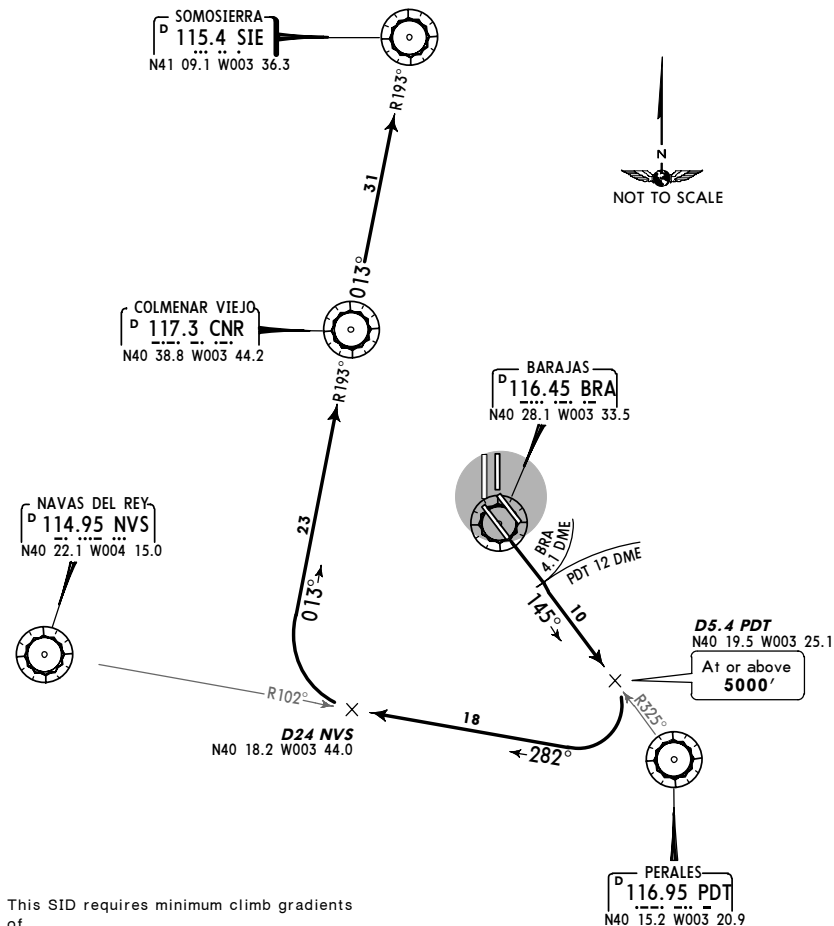 SOMOSIERRA
D 115.4 SIE
N41 09.1 W003 36.3
R193°
N
NOT TO SCALE
31
013°
COLMENAR VIEJO
D 117.3 CNR
N40 38.8 W003 44.2
R193°
BARAJAS
D 116.45 BRA
N40 28.1 W003 33.5
NAVAS DEL REY
D 114.95 NVS
N40 22.1 W004 15.0
23
013°
BRA
4.1 DME
PDT 12 DME
145°
10
D5.4 PDT
N40 19.5 W003 25.1
At or above
5000'
R102°
D24 NVS
N40 18.2 W003 44.0
18
282°
R325°
PERALES
D 116.95 PDT
N40 15.2 W003 20.9
This SID requires minimum climb gradients
of